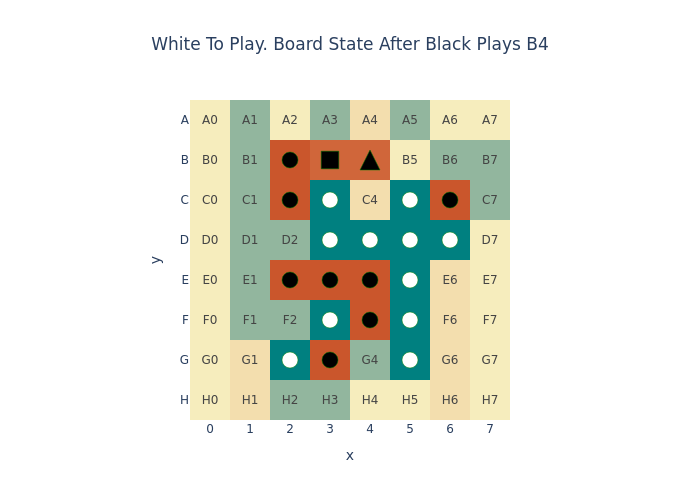 White To Play. Board State After Black Plays B4
A A0 A1 A2 A3 A4 A5 A6 A7
B B0 B1 B5 B6 B7
C C0 C1 C4 C7
D D0 D1 D2 D7
E E0 E1 E6 E7
F F0 F1 F2 F6 F7
G G0 G1 G4 G6 G7
H H0 H1 H2 H3 H4 H5 H6 H7
0 1 2 3 4 5 6 7
x
y